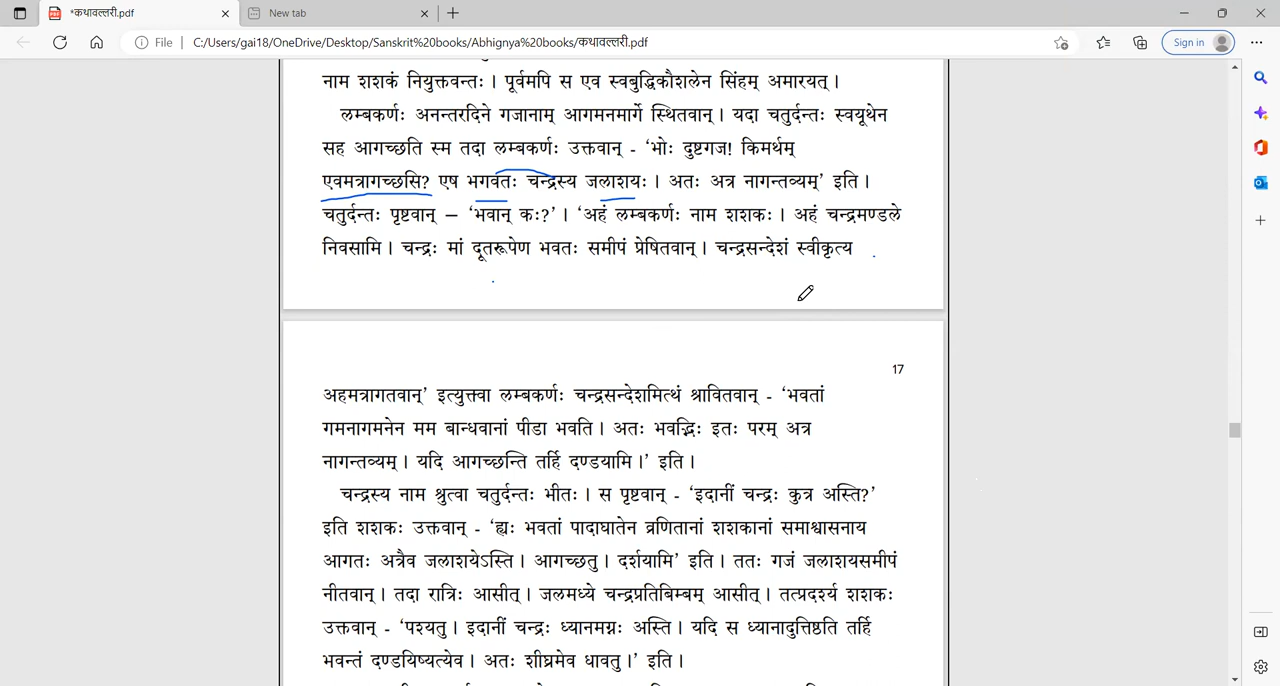 *कथावल्लरी.pdf
New tab
File
C:/Users/gai18/OneDrive/Desktop/Sanskrit%20books/Abhignya%20books/कथावल्लरी.pdf
Sign in
नाम शशकं नियुक्तवन्तः। पूर्वमपि स एव स्वबुद्धिकौशलेन सिंहम् अमारयत्।
लम्बकर्णः अनन्तरदिने गजानाम् आगमनमार्गे स्थितवान्। यदा चतुर्दन्तः स्वयूथेन
सह आगच्छति स्म तदा लम्बकर्णः उक्तवान् - ‘भोः दुष्टगज! किमर्थम्
एवमत्रागच्छसि? एष भगवतः चन्द्रस्य जलाशयः। अतः अत्र नागन्तव्यम्’ इति।
चतुर्दन्तः पृष्टवान् – ‘भवान् कः?’। ‘अहं लम्बकर्णः नाम शशकः। अहं चन्द्रमण्डले
निवसामि। चन्द्रः मां दूतरूपेण भवतः समीपं प्रेषितवान्। चन्द्रसन्देशं स्वीकृत्य
17
अहमत्रागतवान्’ इत्युक्त्वा लम्बकर्णः चन्द्रसन्देशमित्थं श्रावितवान् - ‘भवतां
गमनागमनेन मम बान्धवानां पीडा भवति। अतः भवद्भिः इतः परम् अत्र
नागन्तव्यम्। यदि आगच्छन्ति तर्हि दण्डयामि।’ इति।
चन्द्रस्य नाम श्रुत्वा चतुर्दन्तः भीतः। स पृष्टवान् - ‘इदानीं चन्द्रः कुत्र अस्ति?’
इति शशकः उक्तवान् - ‘ह्यः भवतां पादाघातेन व्रणितानां शशकानां समाश्वासनाय
आगतः अत्रैव जलाशयेऽस्ति। आगच्छतु। दर्शयामि’ इति। ततः गजं जलाशयसमीपं
नीतवान्। तदा रात्रिः आसीत्। जलमध्ये चन्द्रप्रतिबिम्बम् आसीत्। तत्प्रदर्श्य शशकः
उक्तवान् - ‘पश्यतु। इदानीं चन्द्रः ध्यानमग्नः अस्ति। यदि स ध्यानादुत्तिष्ठति तर्हि
भवन्तं दण्डयिष्यत्येव। अतः शीघ्रमेव धावतु।’ इति।